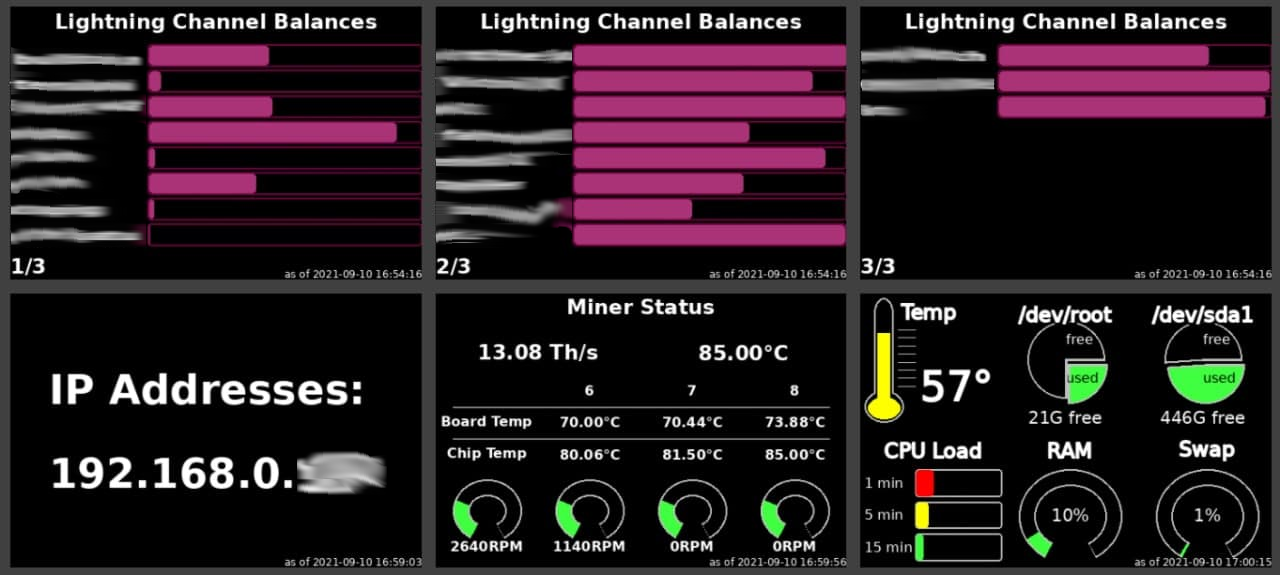 Lightning Channel Balances
1/3
as of 2021-09-10 16:54:16
Lightning Channel Balances
2/3
as of 2021-09-10 16:54:16
Lightning Channel Balances
3/3
as of 2021-09-10 16:54:16
IP Addresses:
192.168.0.
as of 2021-09-10 16:59:03
Miner Status
13.08 Th/s 85.00°C
6 7 8
Board Temp 70.00°C 70.44°C 73.88°C
Chip Temp 80.06°C 81.50°C 85.00°C
2640RPM 1140RPM 0RPM 0RPM
as of 2021-09-10 16:59:56
Temp
57°
/dev/root
free
used
21G free
/dev/sda1
free
used
446G free
CPU Load
1 min
5 min
15 min
RAM
10%
Swap
1%
as of 2021-09-10 17:00:15